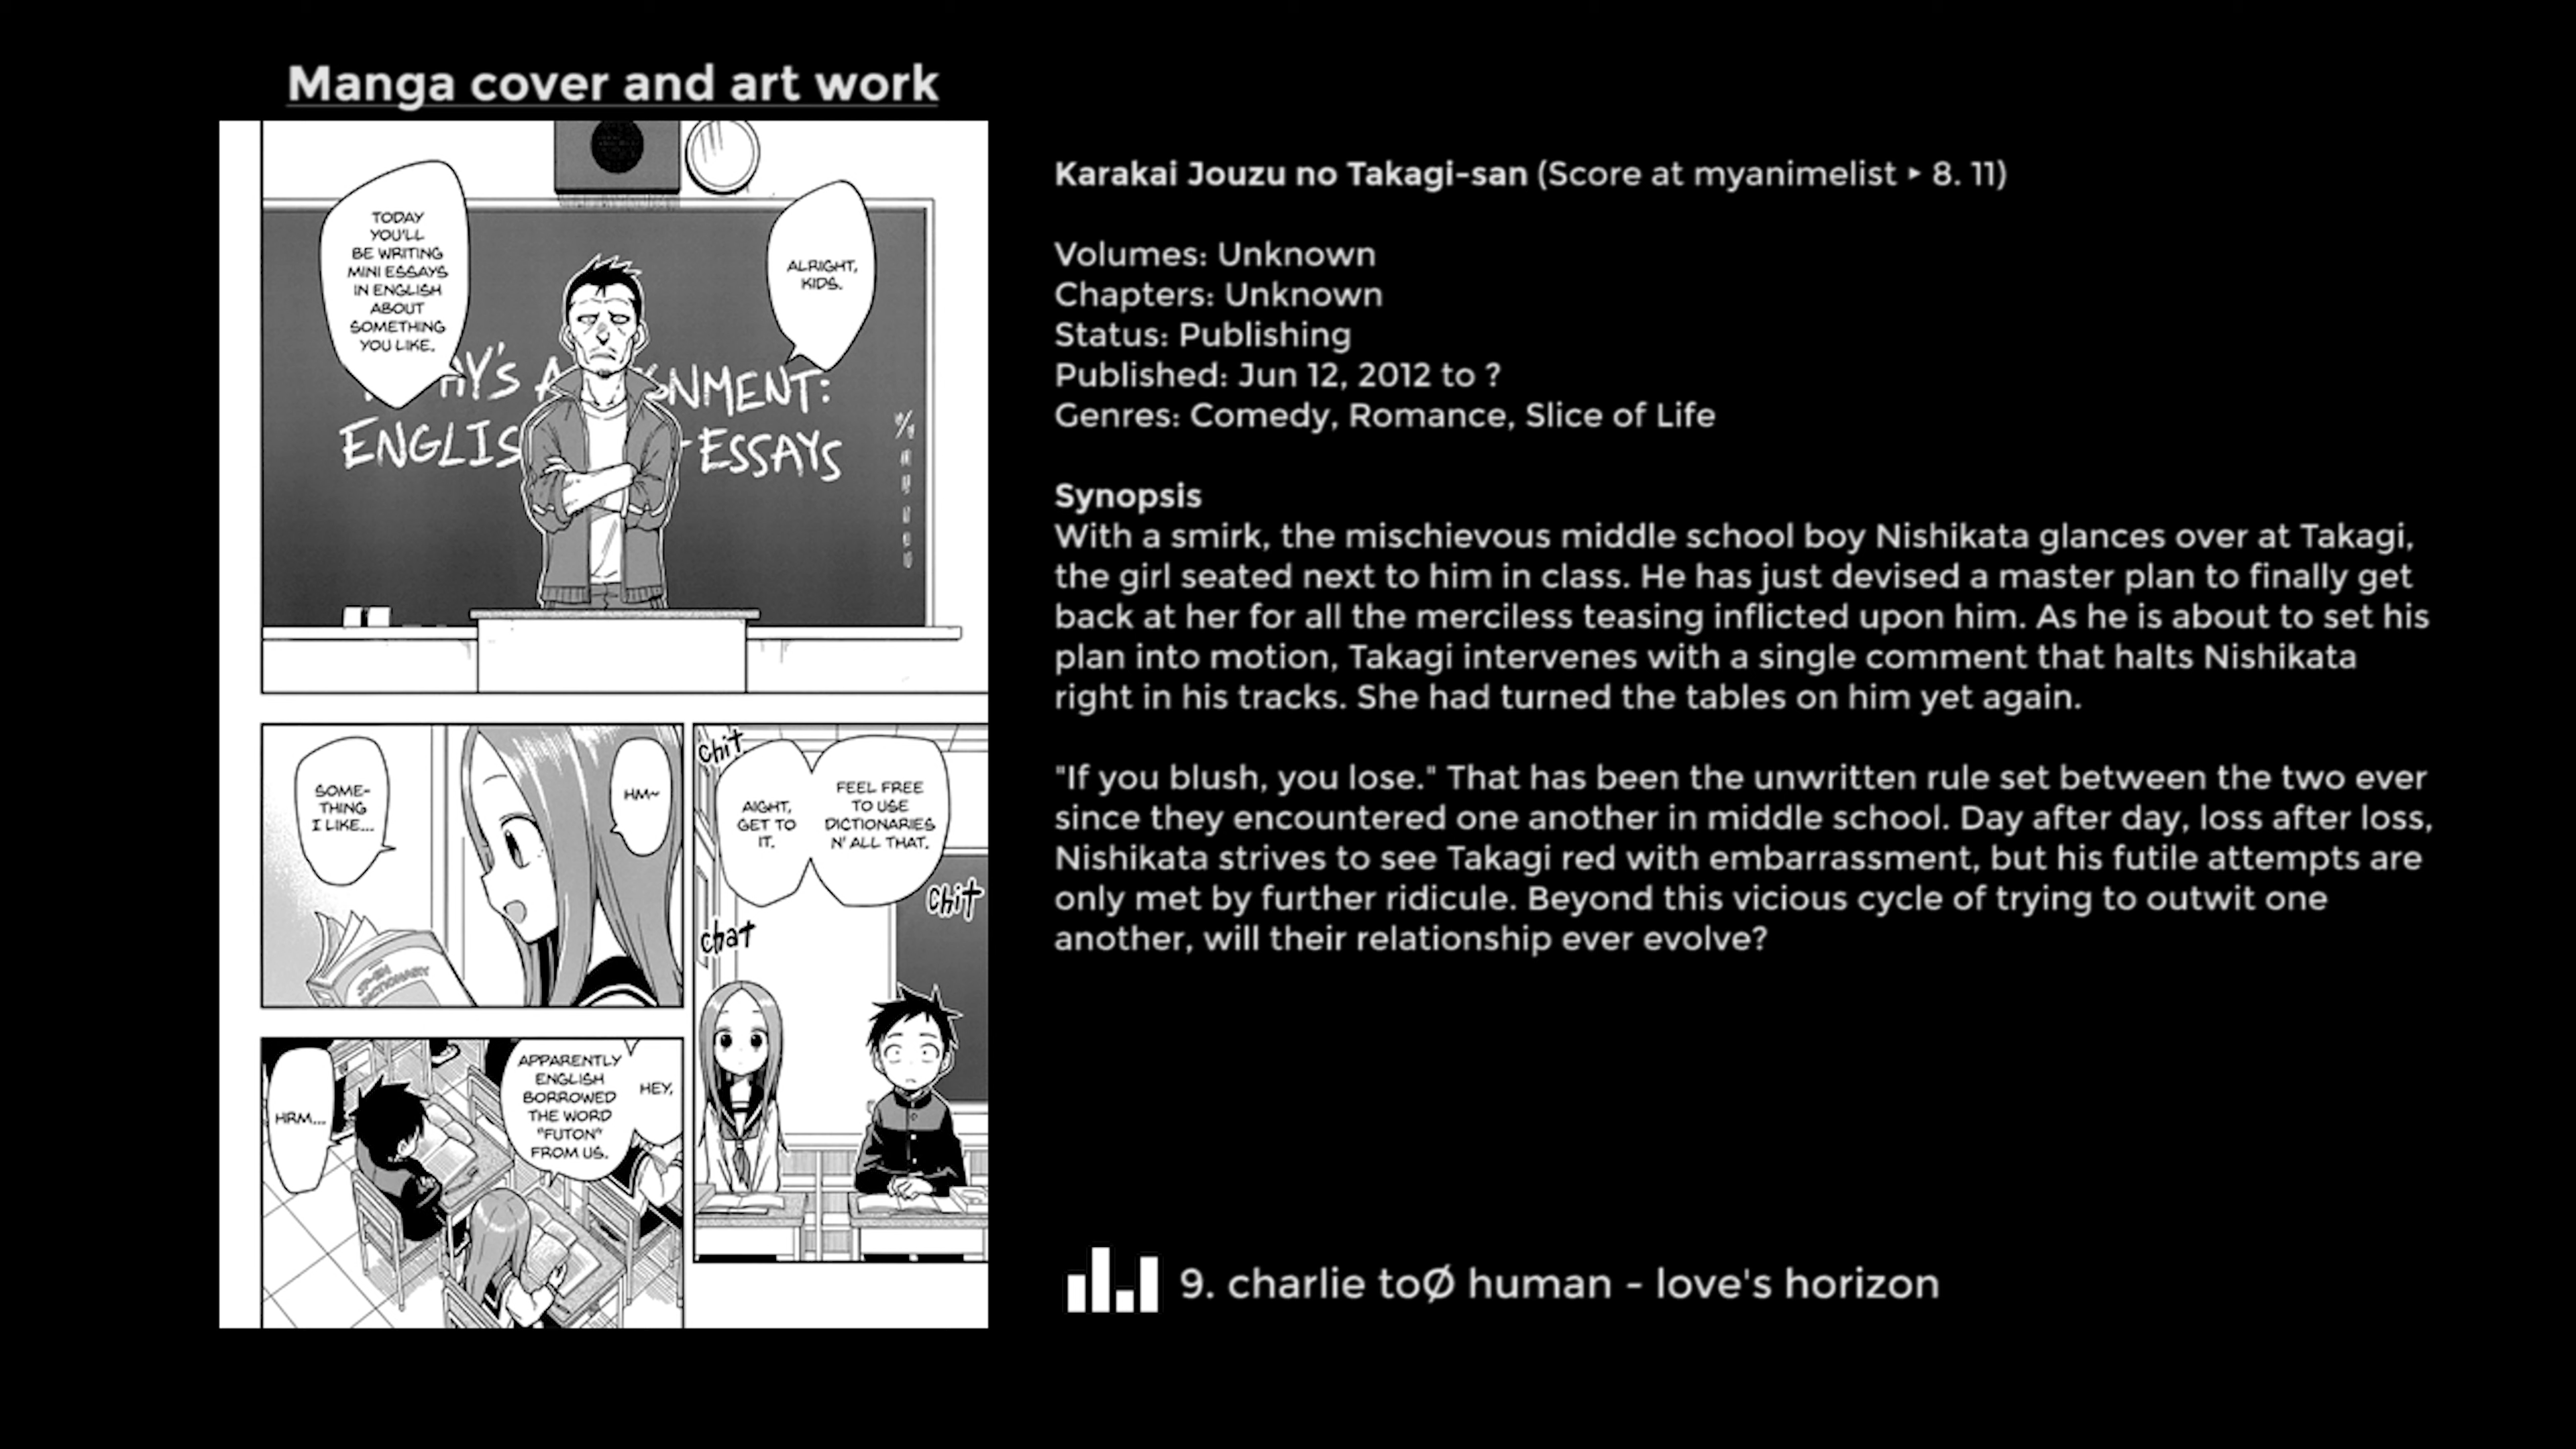 Manga cover and art work
ALRIGHT,
KIDS.
TODAY
YOU'LL
BE WRITING
MINI ESSAYS
IN ENGLISH
ABOUT
SOMETHING
YOU LIKE.
AY'S A GNMENT:
ENGLIS - ESSAYS
chit
FEEL FREE
TO USE
DICTIONARIES
N' ALL THAT.
AIGHT,
GET TO
IT.
chit
chat
HM~
SOME-
THING
I LIKE...
JP-EN
DICTIONARY
HEY,
APPARENTLY
ENGLISH
BORROWED
THE WORD
"FUTON"
FROM US.
HRM...
Karakai Jouzu no Takagi-san (Score at myanimelist ▸ 8. 11)
Volumes: Unknown
Chapters: Unknown
Status: Publishing
Published: Jun 12, 2012 to ?
Genres: Comedy, Romance, Slice of Life
Synopsis
With a smirk, the mischievous middle school boy Nishikata glances over at Takagi,
the girl seated next to him in class. He has just devised a master plan to finally get
back at her for all the merciless teasing inflicted upon him. As he is about to set his
plan into motion, Takagi intervenes with a single comment that halts Nishikata
right in his tracks. She had turned the tables on him yet again.
"If you blush, you lose." That has been the unwritten rule set between the two ever
since they encountered one another in middle school. Day after day, loss after loss,
Nishikata strives to see Takagi red with embarrassment, but his futile attempts are
only met by further ridicule. Beyond this vicious cycle of trying to outwit one
another, will their relationship ever evolve?
9. charlie toØ human - love's horizon